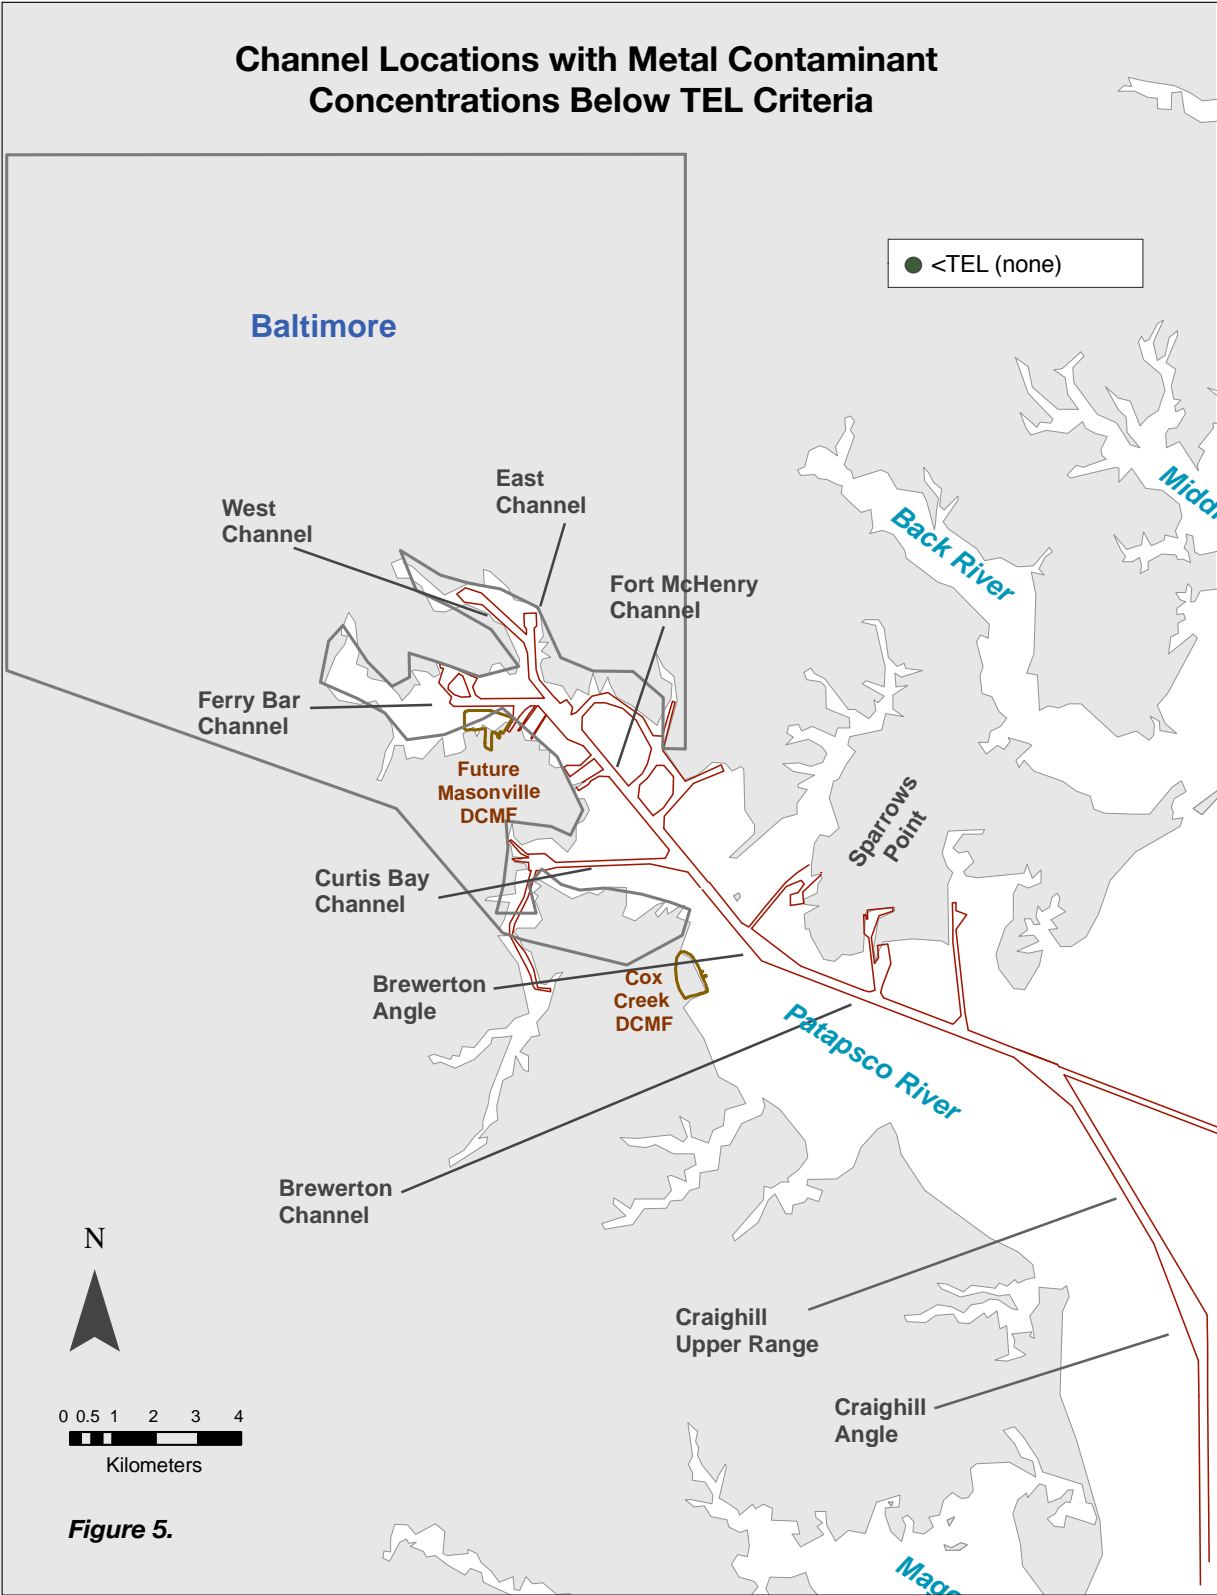 Channel Locations with Metal Contaminant
Concentrations Below TEL Criteria
<TEL (none)
Baltimore
Back River
East
Channel
West
Channel
Fort McHenry
Channel
Ferry Bar
Channel
Future
Masonville
DCMF
Sparrows
Point
Curtis Bay
Channel
Brewerton
Angle
Cox
Creek
DCMF
Patapsco River
Brewerton
Channel
N
Craighill
Upper Range
Craighill
Angle
0 0.5 1 2 3 4
Kilometers
Figure 5.